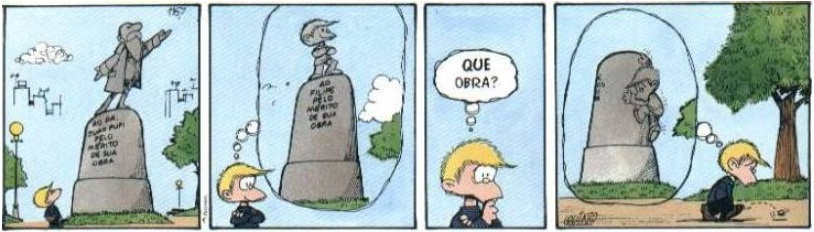 AO DR.
JUAN PUPI
PELO
MÉRITO
DE SUA
OBRA
AO
FILIPE
PELO
MÉRITO
DE SUA
OBRA
QUE
OBRA?